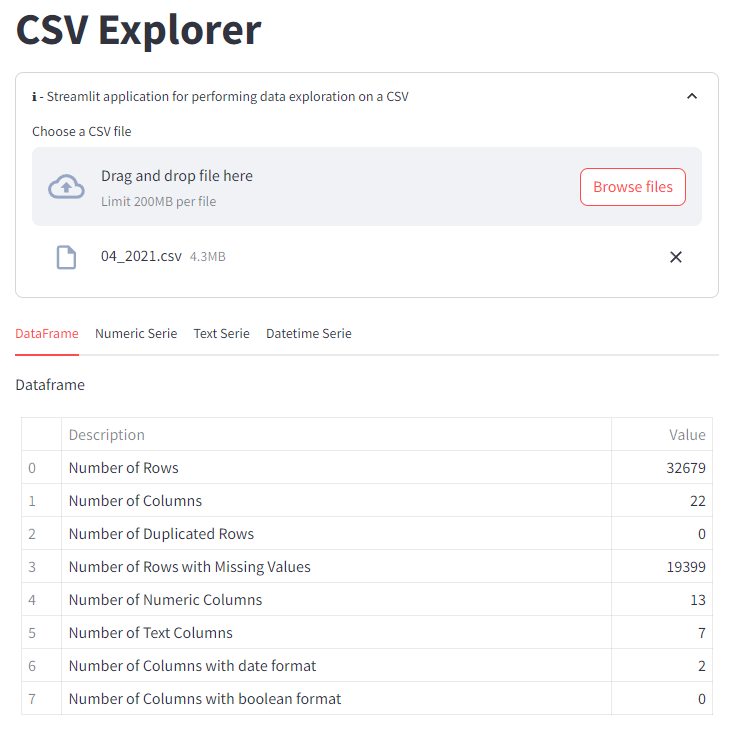 CSV Explorer
ℹ - Streamlit application for performing data exploration on a CSV
Choose a CSV file
Drag and drop file here
Limit 200MB per file
Browse files
04_2021.csv 4.3MB
DataFrame Numeric Serie Text Serie Datetime Serie
Dataframe
Description Value
0 Number of Rows 32679
1 Number of Columns 22
2 Number of Duplicated Rows 0
3 Number of Rows with Missing Values 19399
4 Number of Numeric Columns 13
5 Number of Text Columns 7
6 Number of Columns with date format 2
7 Number of Columns with boolean format 0